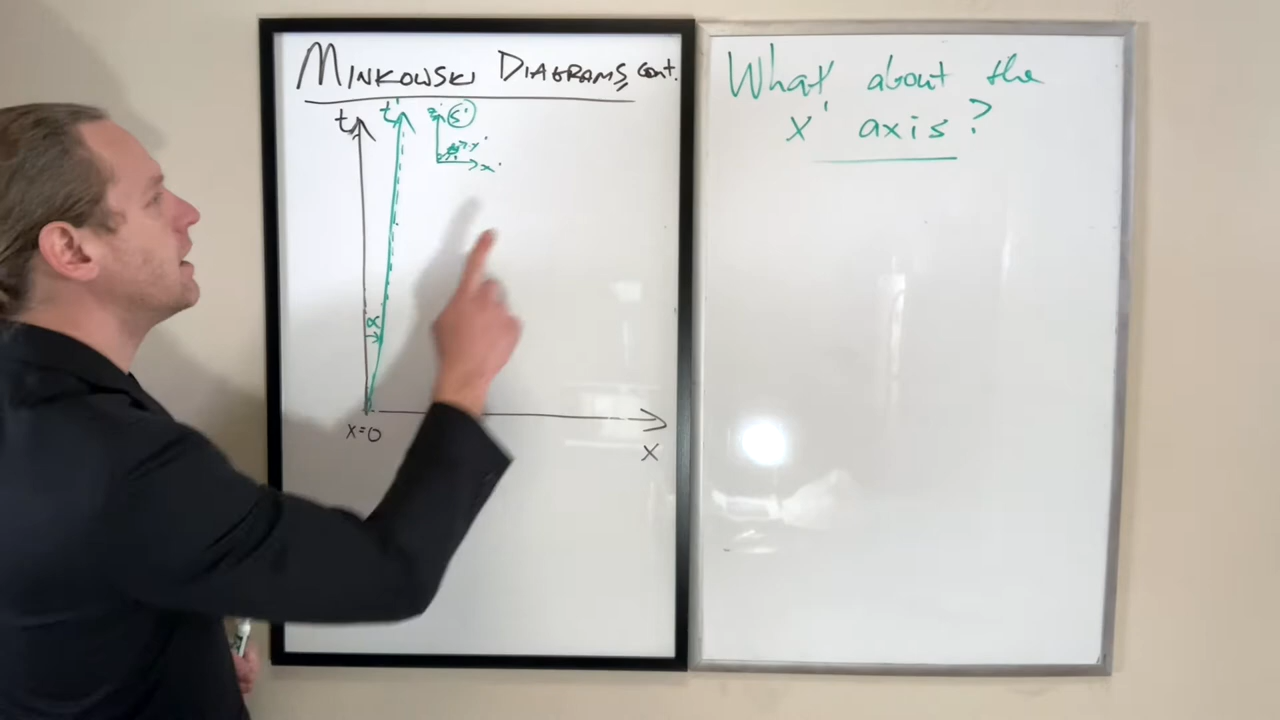 MINKOWSKI DIAGRAMS, cont.
t
t'
z'
S'
y'
x'
α
x=0
x
What about the
x' axis?